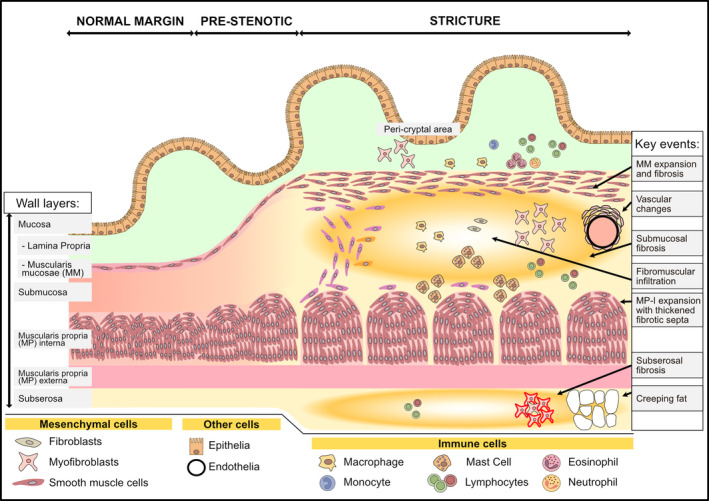 NORMAL MARGIN
PRE-STENOTIC
STRICTURE
Peri-cryptal area
Wall layers:
Mucosa
- Lamina Propria
- Muscularis
mucosae (MM)
Submucosa
Muscularis propria
(MP) interna
Muscularis propria
(MP) externa
Subserosa
Key events:
MM expansion
and fibrosis
Vascular
changes
Submucosal
fibrosis
Fibromuscular
infiltration
MP-I expansion
with thickened
fibrotic septa
Subserosal
fibrosis
Creeping fat
Mesenchymal cells
Fibroblasts
Myofibroblasts
Smooth muscle cells
Other cells
Epithelia
Endothelia
Immune cells
Macrophage
Mast Cell
Eosinophil
Monocyte
Lymphocytes
Neutrophil